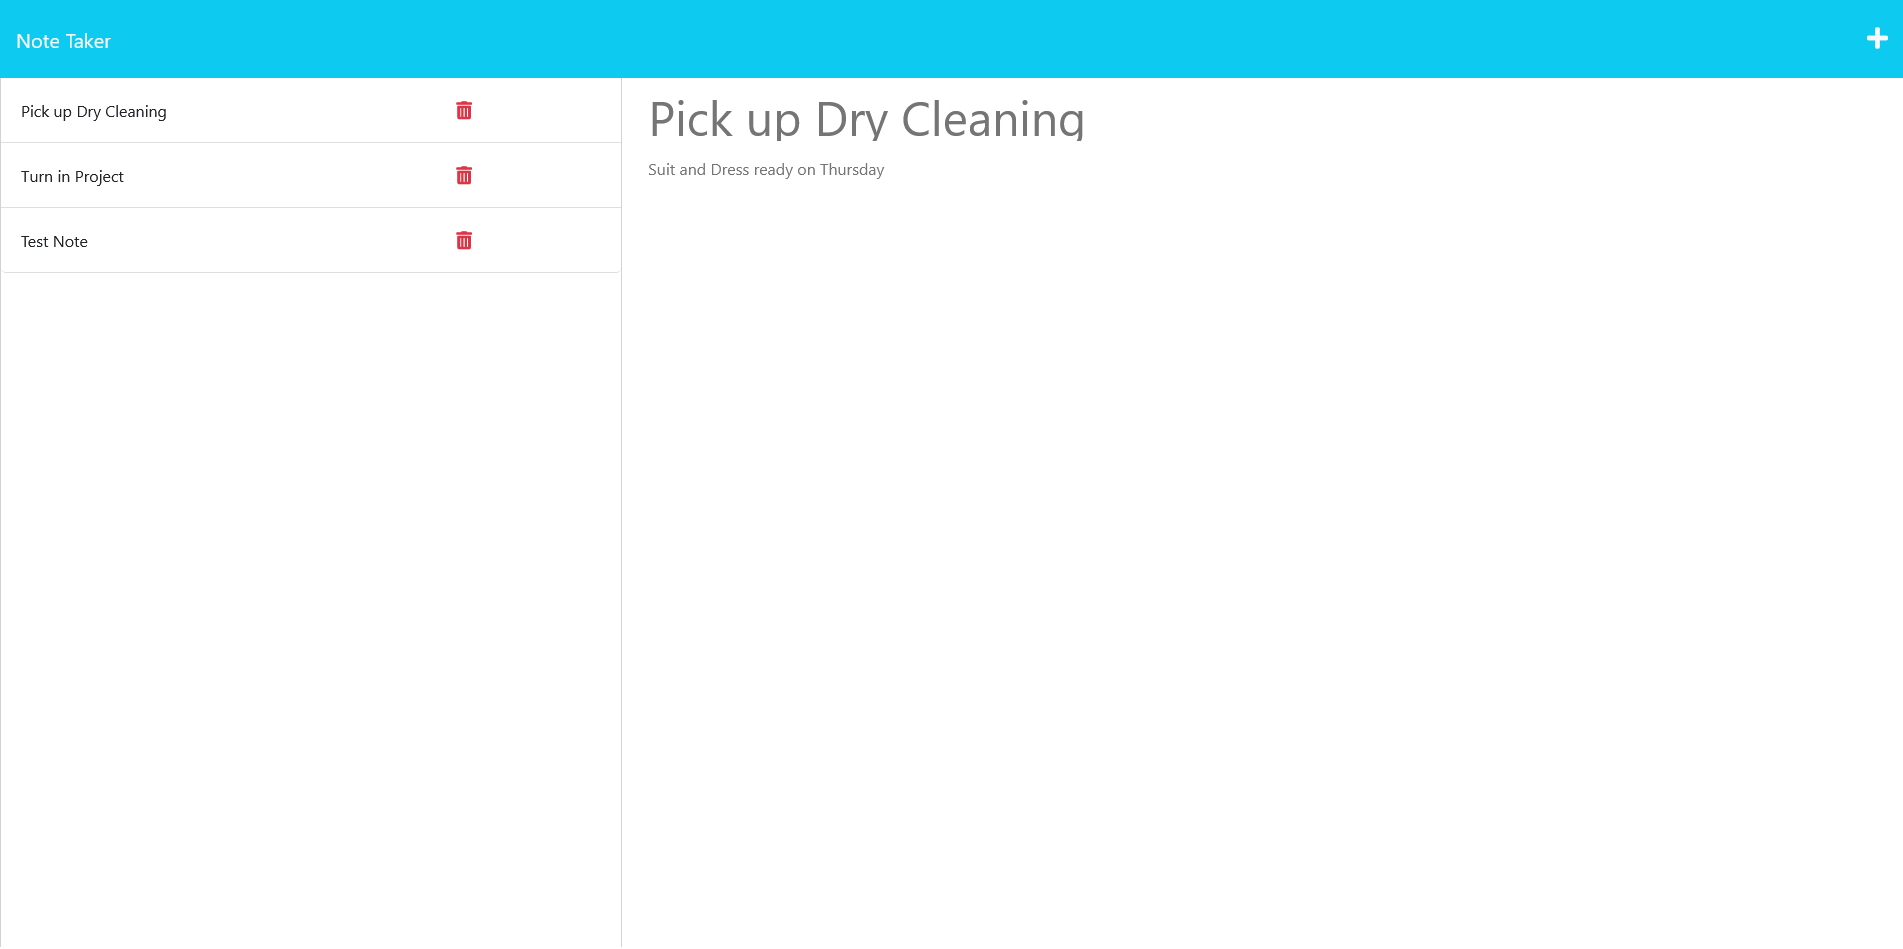 Note Taker
Pick up Dry Cleaning
Turn in Project
Test Note
Pick up Dry Cleaning
Suit and Dress ready on Thursday